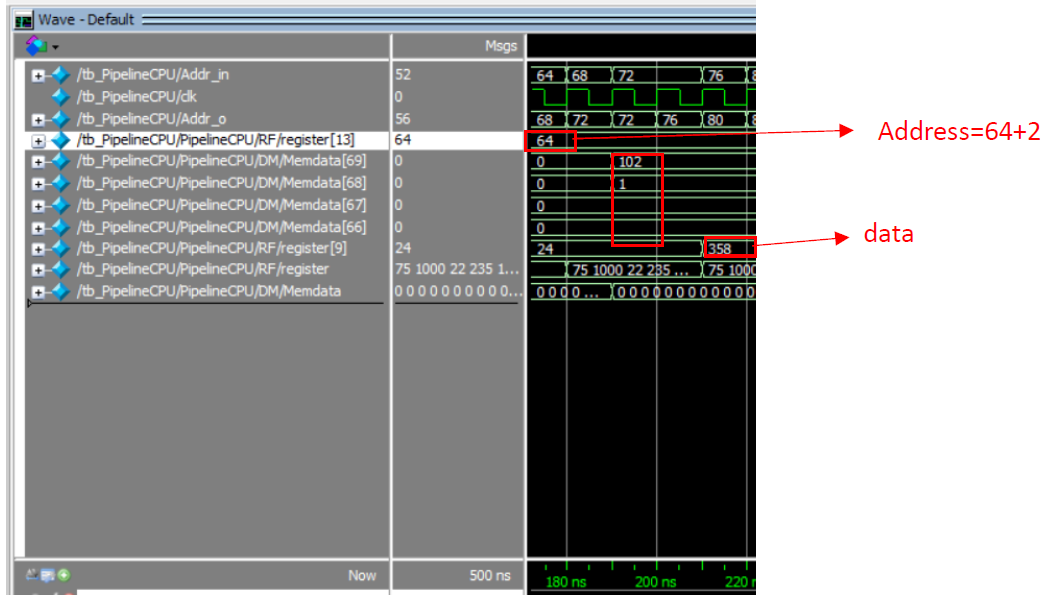 Wave - Default
Msgs
/tb_PipelineCPU/Addr_in 52 64 68 72 76
/tb_PipelineCPU/clk 0
/tb_PipelineCPU/Addr_o 56 68 72 72 76 80
/tb_PipelineCPU/PipelineCPU/RF/register[13] 64 64
Address=64+2
/tb_PipelineCPU/PipelineCPU/DM/Memdata[69] 0 0 102
/tb_PipelineCPU/PipelineCPU/DM/Memdata[68] 0 0 1
/tb_PipelineCPU/PipelineCPU/DM/Memdata[67] 0 0
/tb_PipelineCPU/PipelineCPU/DM/Memdata[66] 0 0
/tb_PipelineCPU/PipelineCPU/RF/register[9] 24 24 358
data
/tb_PipelineCPU/PipelineCPU/RF/register 75 1000 22 235 1... 75 1000 22 235 ... 75 1000
/tb_PipelineCPU/PipelineCPU/DM/Memdata 0 0 0 0 0 0 0 0 0 0... 0 0 0 0 ... 0 0 0 0 0 0 0 0 0 0 0 0
Now 500 ns 180 ns 200 ns 220